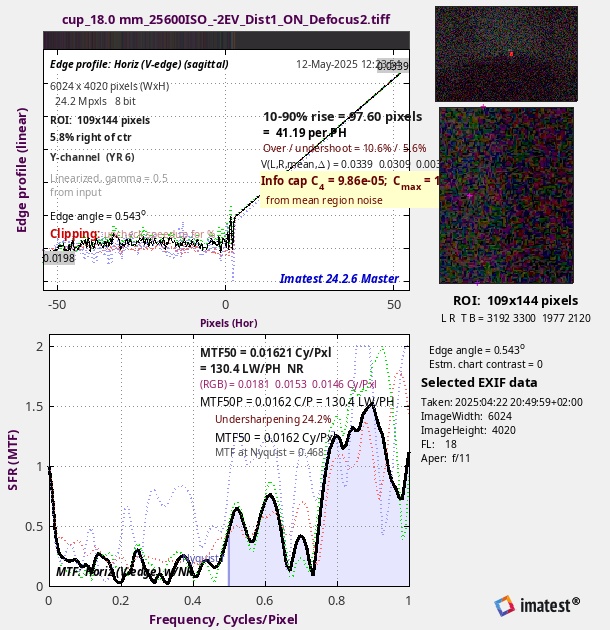 cup_18.0 mm_25600ISO_-2EV_Dist1_ON_Defocus2.tiff
Edge profile: Horiz (V-edge) (sagittal)
12-May-2025
0.0339
6024 x 4020 pixels (WxH)
24.2 Mpxls   8 bit
ROI:  109x144 pixels
5.8% right of ctr
Y-channel  (YR 6)
Linearized, gamma = 0.5
from input
Edge angle = 0.543⁰
Clipping:
0.0198
10-90% rise = 97.60 pixels
=  41.19 per PH
Over / undershoot = 10.6% /  5.6%
V(L,R,mean,Δ) = 0.0339  0.0309  0.003
Info cap C4 = 9.86e-05;  Cmax = 1
from mean region noise
Imatest 24.2.6 Master
Edge profile (linear)
-50
0
50
Pixels (Hor)
ROI:  109x144 pixels
L R  T B = 3192 3300  1977 2120
Edge angle = 0.543⁰
Estm. chart contrast = 0
Selected EXIF data
Taken: 2025:04:22 20:49:59+02:00
ImageWidth:  6024
ImageHeight:  4020
FL:   18
Aper:  f/11
MTF50 = 0.01621 Cy/Pxl
= 130.4 LW/PH  NR
(RGB) = 0.0181  0.0153  0.0146 Cy/Pxl
MTF50P = 0.0162 C/P = 130.4 LW/PH
Undersharpening 24.2%
MTF50 = 0.0162 Cy/Pxl
MTF at Nyquist = 0.468
Nyquist
MTF: Horiz (V-edge) w/NR
SFR (MTF)
2
1.5
1
0.5
0
0
0.2
0.4
0.6
0.8
1
Frequency, Cycles/Pixel
imatest®